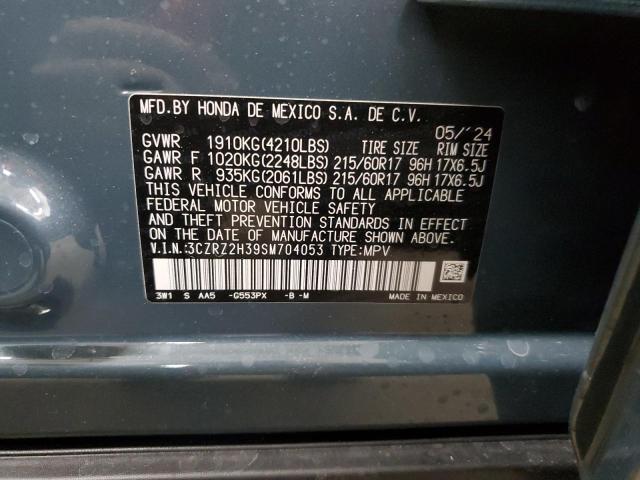 MFD.BY HONDA DE MEXICO S.A. DE C.V.
05/'24
GVWR 1910KG(4210LBS) TIRE SIZE RIM SIZE
GAWR F 1020KG(2248LBS) 215/60R17 96H 17X6.5J
GAWR R 935KG(2061LBS) 215/60R17 96H 17X6.5J
THIS VEHICLE CONFORMS TO ALL APPLICABLE
FEDERAL MOTOR VEHICLE SAFETY
AND THEFT PREVENTION STANDARDS IN EFFECT
ON THE DATE OF MANUFACTURE SHOWN ABOVE.
V.I.N.:3CZRZ2H39SM704053 TYPE:MPV
3W1 S AA5 -G553PX -B -M MADE IN MEXICO